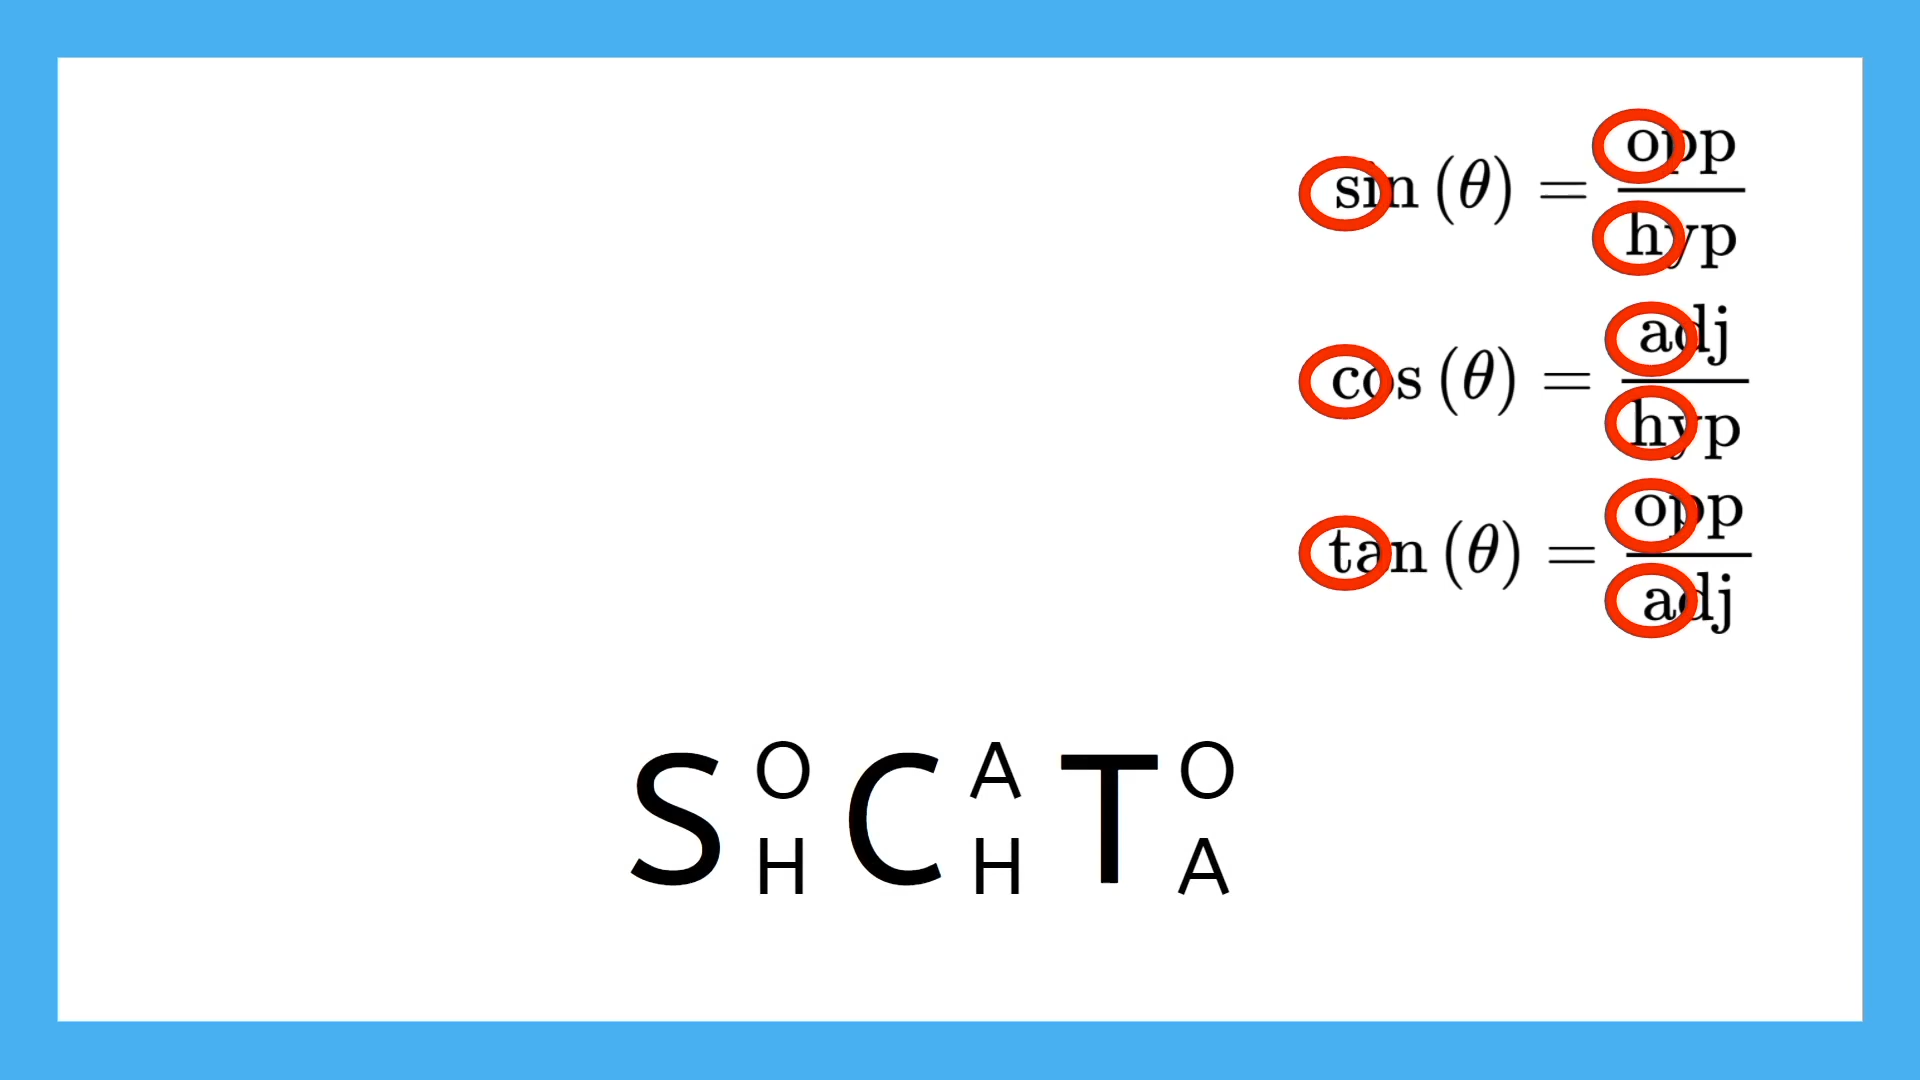 sin (θ) = opp
hyp
cos (θ) = adj
hyp
tan (θ) = opp
adj
S O C A T O
H H A